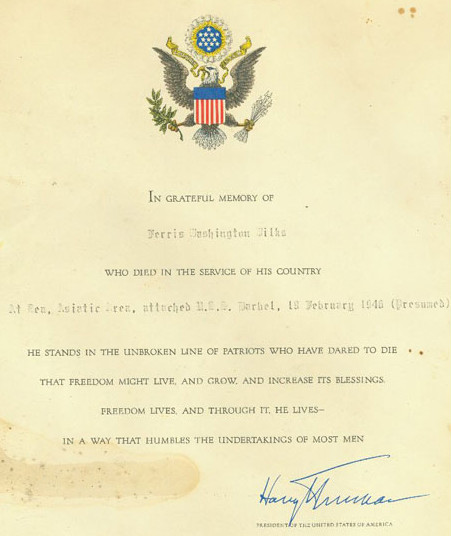 IN GRATEFUL MEMORY OF
Ferris Washington Wilks
WHO DIED IN THE SERVICE OF HIS COUNTRY
At Sea, Asiatic Area, attached U.S.S. Barbel, 18 February 1946 (Presumed)
HE STANDS IN THE UNBROKEN LINE OF PATRIOTS WHO HAVE DARED TO DIE
THAT FREEDOM MIGHT LIVE, AND GROW, AND INCREASE ITS BLESSINGS.
FREEDOM LIVES, AND THROUGH IT, HE LIVES—
IN A WAY THAT HUMBLES THE UNDERTAKINGS OF MOST MEN
Harry Truman
PRESIDENT OF THE UNITED STATES OF AMERICA